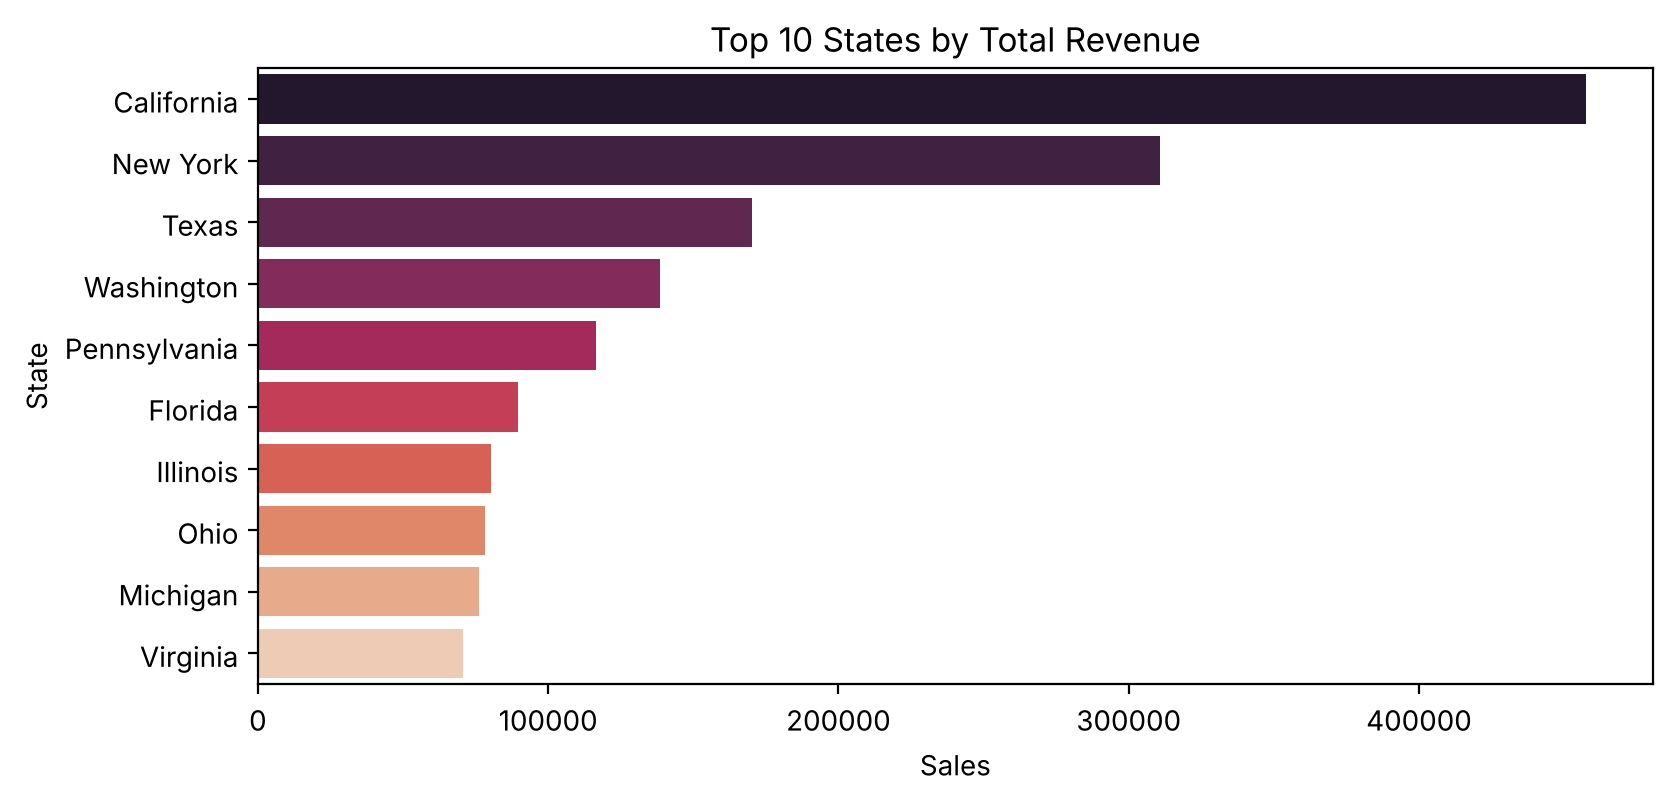 Top 10 States by Total Revenue
California
New York
Texas
Washington
Pennsylvania
Florida
Illinois
Ohio
Michigan
Virginia
State
0 100000 200000 300000 400000
Sales